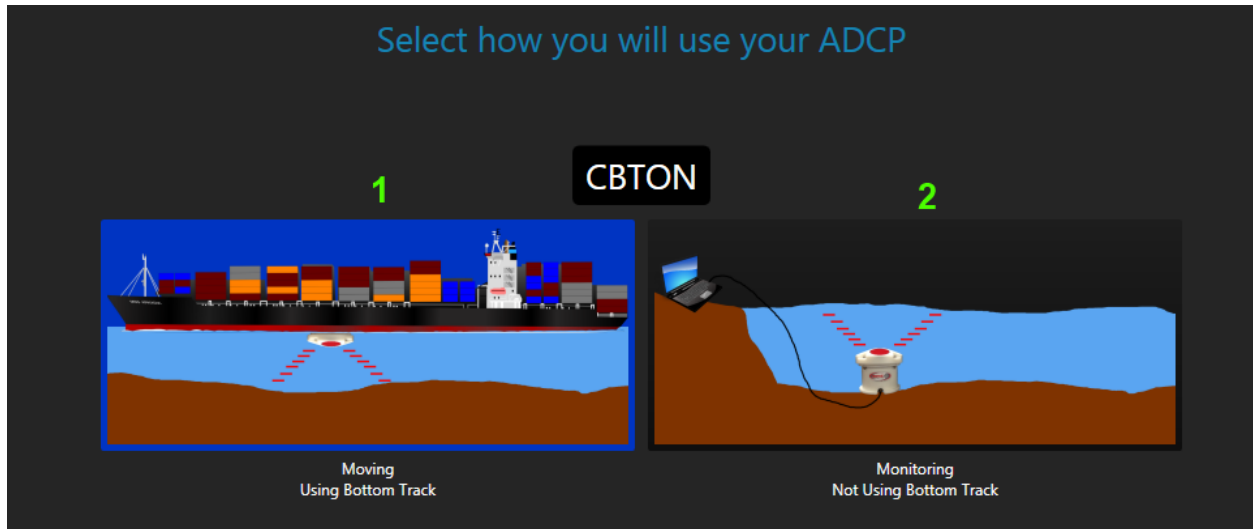 Select how you will use your ADCP
CBTON
1
2
Moving
Using Bottom Track
Monitoring
Not Using Bottom Track